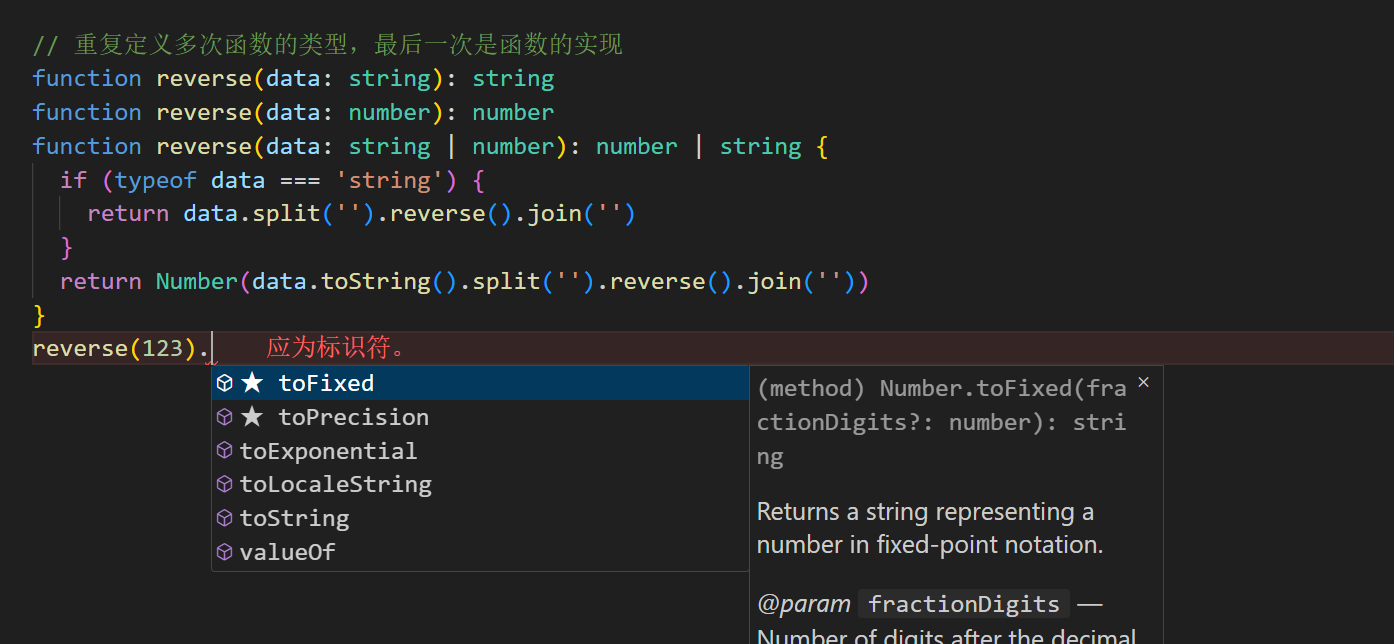 // 重复定义多次函数的类型，最后一次是函数的实现
function reverse(data: string): string
function reverse(data: number): number
function reverse(data: string | number): number | string {
if (typeof data === 'string') {
return data.split('').reverse().join('')
}
return Number(data.toString().split('').reverse().join(''))
}
reverse(123). 应为标识符。
★ toFixed
★ toPrecision
toExponential
toLocaleString
toString
valueOf
(method) Number.toFixed(fra ×
ctionDigits?: number): stri
ng
Returns a string representing a
number in fixed-point notation.
@param fractionDigits —
Number of digits after the decimal